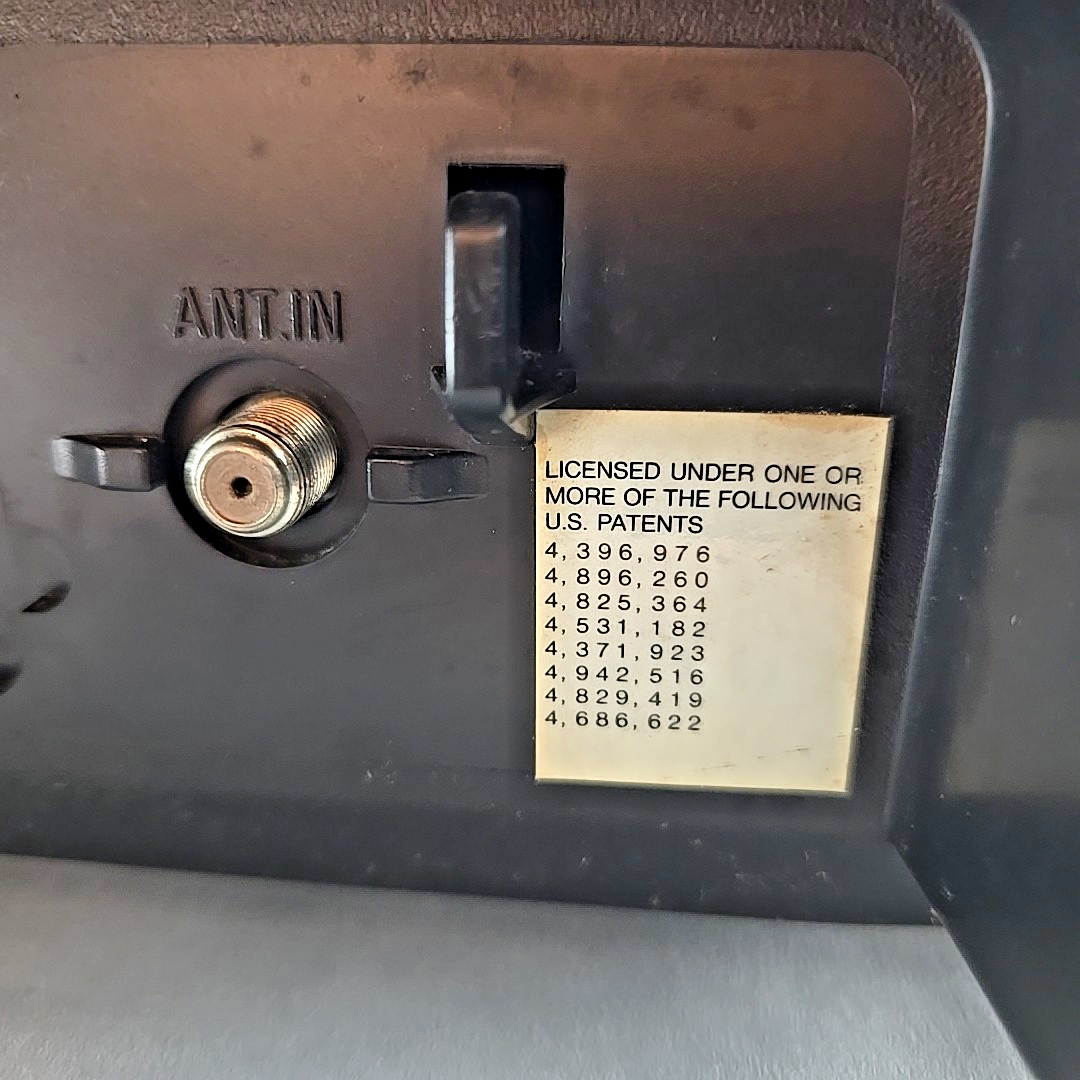 ANT.IN
LICENSED UNDER ONE OR
MORE OF THE FOLLOWING
U.S. PATENTS
4,396,976
4,896,260
4,825,364
4,531,182
4,371,923
4,942,516
4,829,419
4,686,622